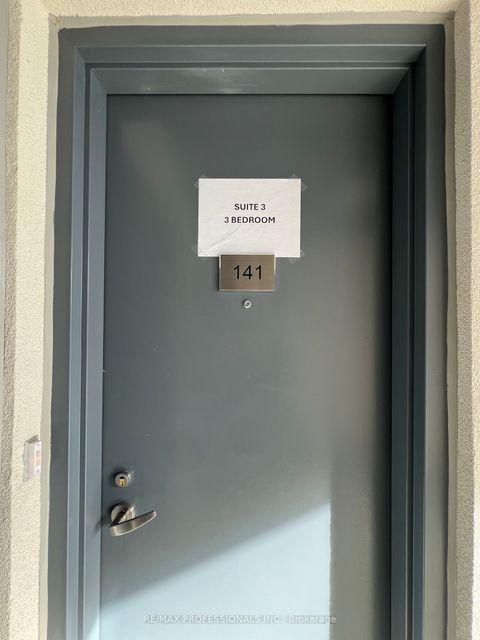 SUITE 3
3 BEDROOM
141
RE/MAX PROFESSIONALS INC., Brokerage